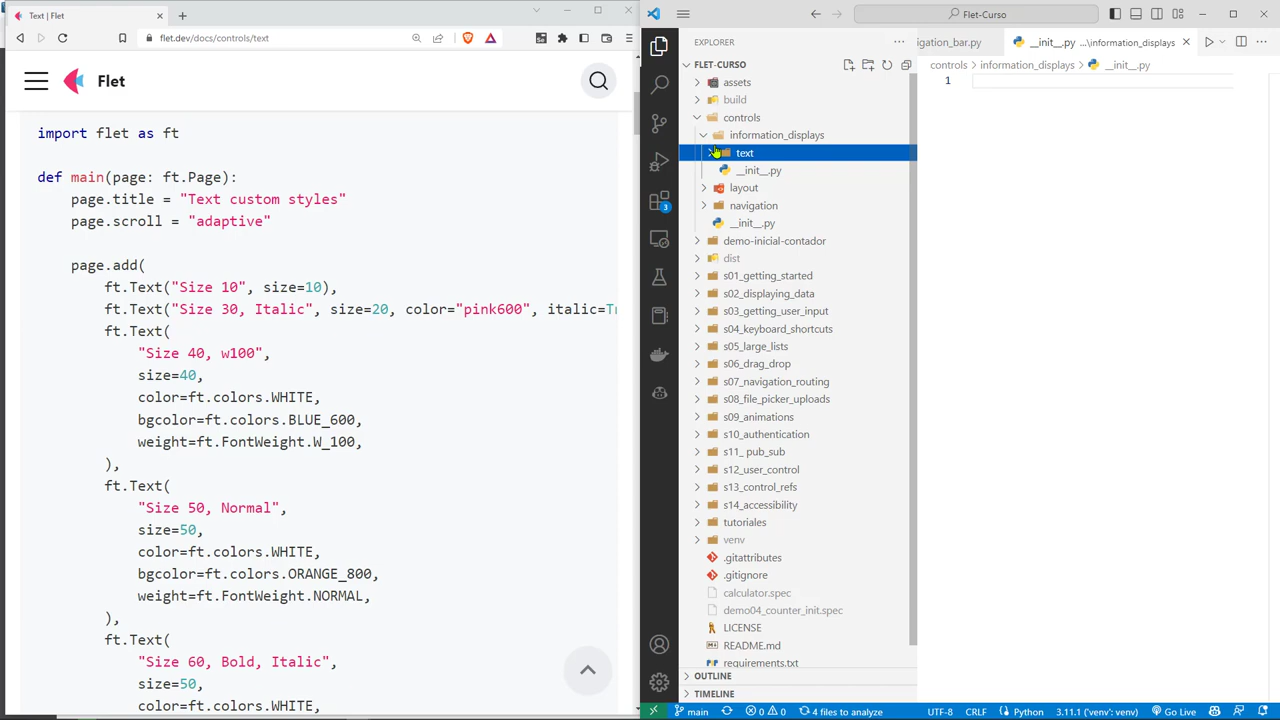 Text | Flet
flet.dev/docs/controls/text
Flet
import flet as ft
def main(page: ft.Page):
page.title = "Text custom styles"
page.scroll = "adaptive"
page.add(
ft.Text("Size 10", size=10),
ft.Text("Size 30, Italic", size=20, color="pink600", italic=Tr
ft.Text(
"Size 40, w100",
size=40,
color=ft.colors.WHITE,
bgcolor=ft.colors.BLUE_600,
weight=ft.FontWeight.W_100,
),
ft.Text(
"Size 50, Normal",
size=50,
color=ft.colors.WHITE,
bgcolor=ft.colors.ORANGE_800,
weight=ft.FontWeight.NORMAL,
),
ft.Text(
"Size 60, Bold, Italic",
size=50,
color=ft.colors.WHITE,
Flet-Curso
EXPLORER
igation_bar.py
__init__.py ...\information_displays
controls
information_displays
__init__.py
1
FLET-CURSO
assets
build
controls
information_displays
text
__init__.py
layout
navigation
__init__.py
demo-inicial-contador
dist
s01_getting_started
s02_displaying_data
s03_getting_user_input
s04_keyboard_shortcuts
s05_large_lists
s06_drag_drop
s07_navigation_routing
s08_file_picker_uploads
s09_animations
s10_authentication
s11_ pub_sub
s12_user_control
s13_control_refs
s14_accessibility
tutoriales
venv
.gitattributes
.gitignore
calculator.spec
demo04_counter_init.spec
LICENSE
README.md
requirements.txt
OUTLINE
TIMELINE
3
main
0
0
4 files to analyze
UTF-8
CRLF
Python
3.11.1 ('venv': venv)
Go Live